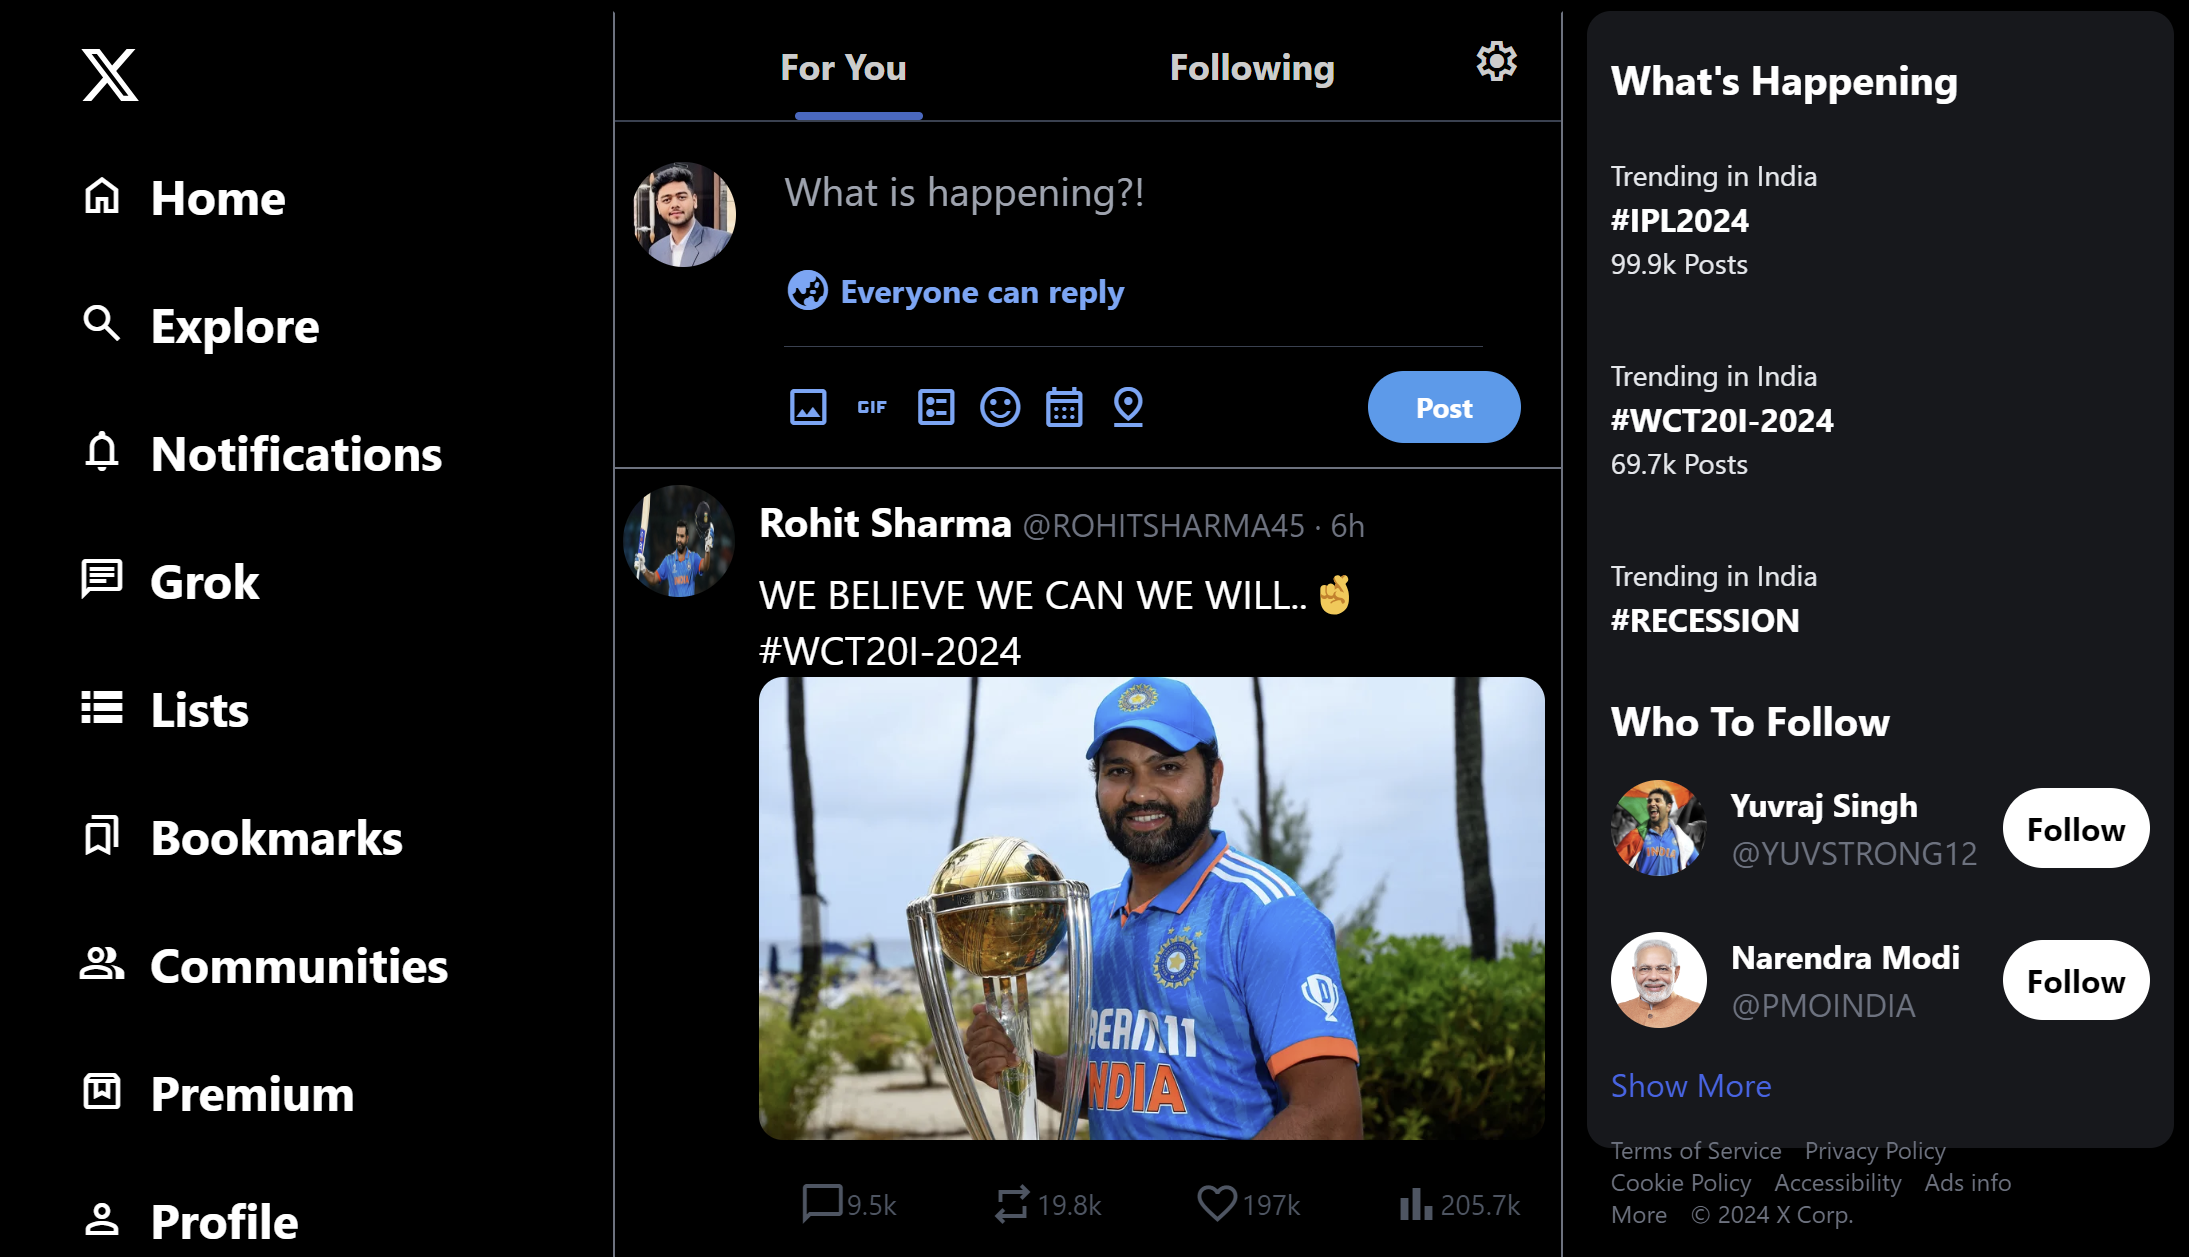 Home
Explore
Notifications
Grok
Lists
Bookmarks
Communities
Premium
Profile
For You
Following
What is happening?!
Everyone can reply
GIF
Post
Rohit Sharma @ROHITSHARMA45 · 6h
WE BELIEVE WE CAN WE WILL.. 🤞
#WCT20I-2024
INDIA
9.5k
19.8k
197k
205.7k
What's Happening
Trending in India
#IPL2024
99.9k Posts
Trending in India
#WCT20I-2024
69.7k Posts
Trending in India
#RECESSION
Who To Follow
Yuvraj Singh
@YUVSTRONG12
Follow
Narendra Modi
@PMOINDIA
Follow
Show More
Terms of Service Privacy Policy
Cookie Policy Accessibility Ads info
More © 2024 X Corp.